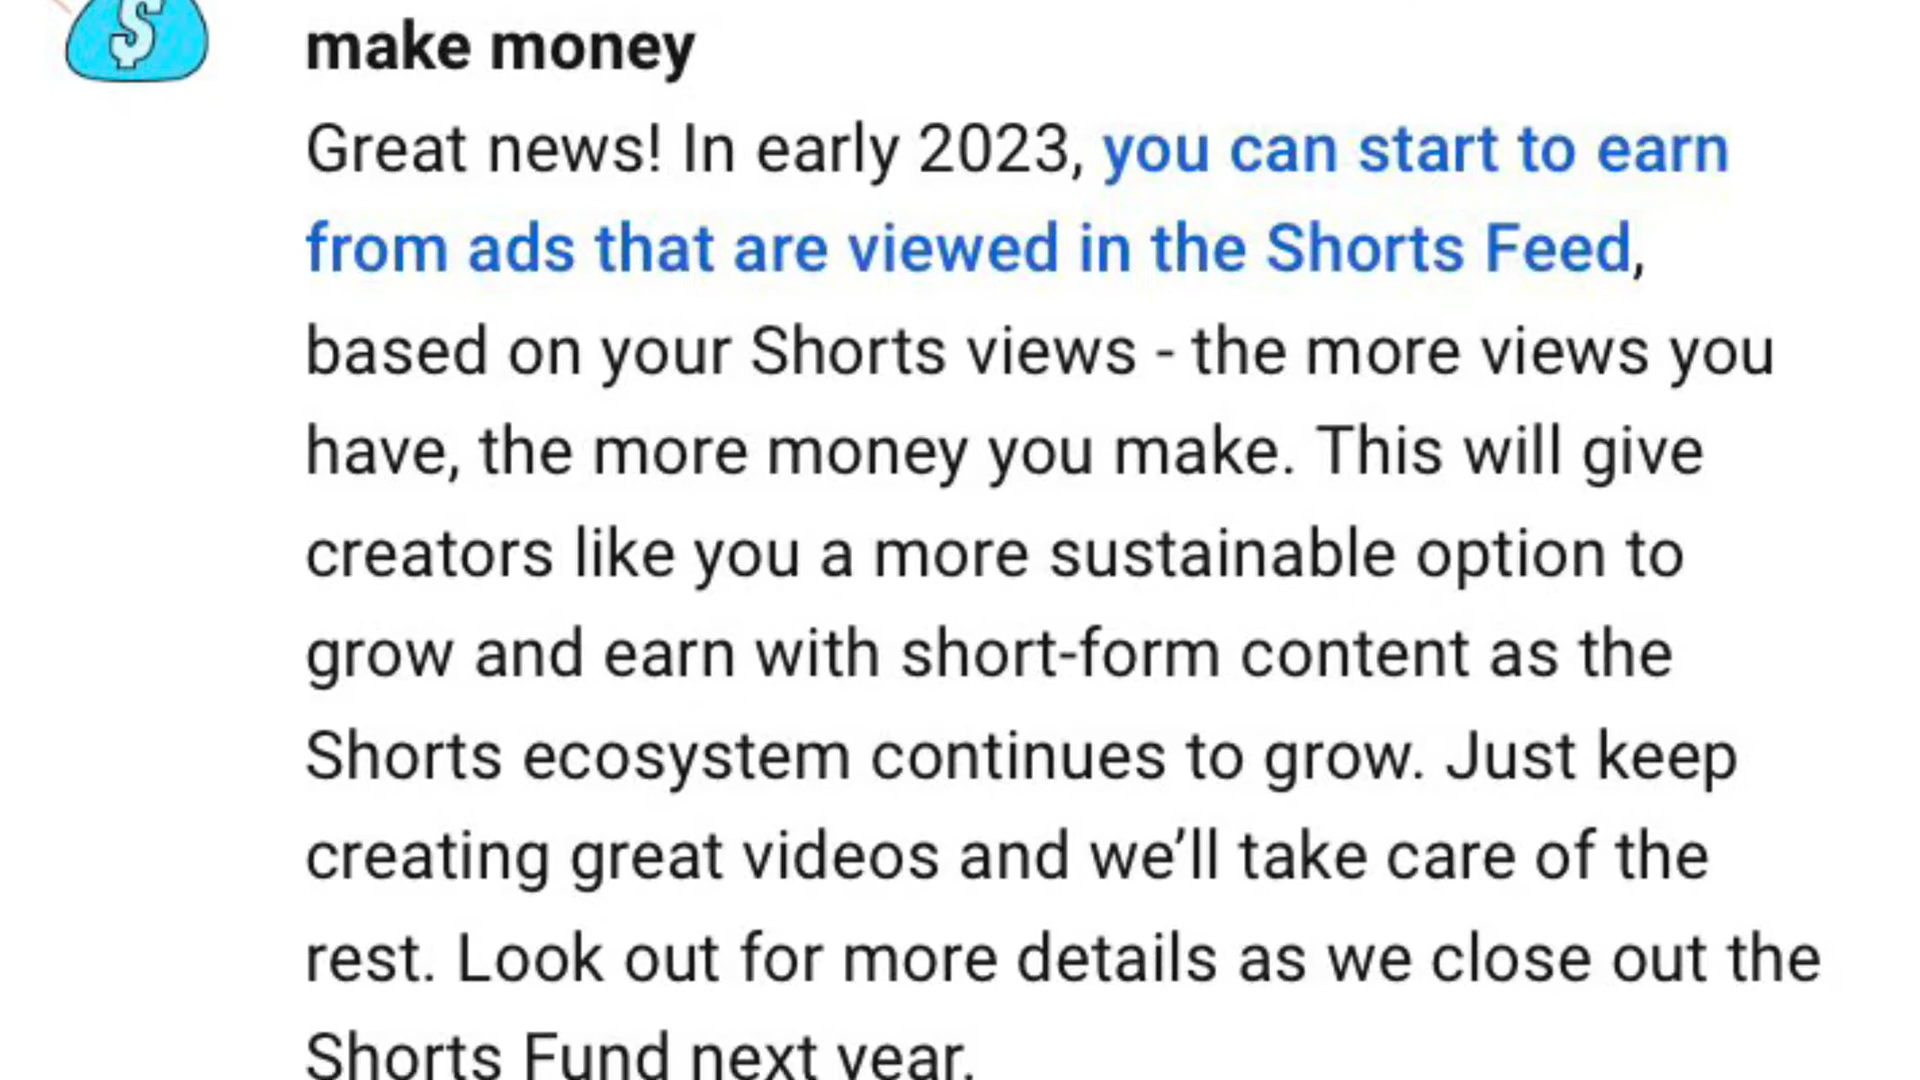 $
make money
Great news! In early 2023, you can start to earn
from ads that are viewed in the Shorts Feed,
based on your Shorts views - the more views you
have, the more money you make. This will give
creators like you a more sustainable option to
grow and earn with short-form content as the
Shorts ecosystem continues to grow. Just keep
creating great videos and we’ll take care of the
rest. Look out for more details as we close out the
Shorts Fund next year.